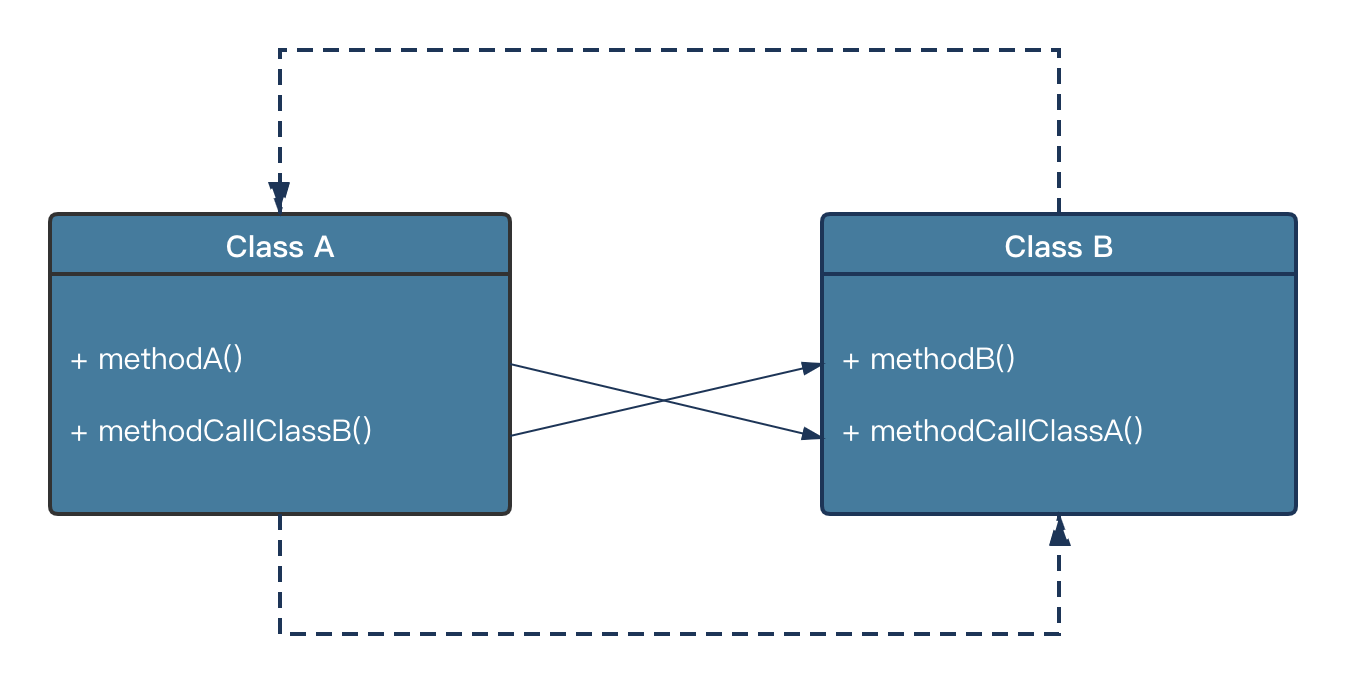 Class A
+ methodA()
+ methodCallClassB()
Class B
+ methodB()
+ methodCallClassA()